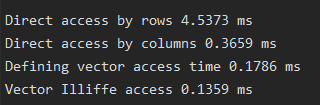 Direct access by rows 4.5373 ms
Direct access by columns 0.3659 ms
Defining vector access time 0.1786 ms
Vector Illiffe access 0.1359 ms